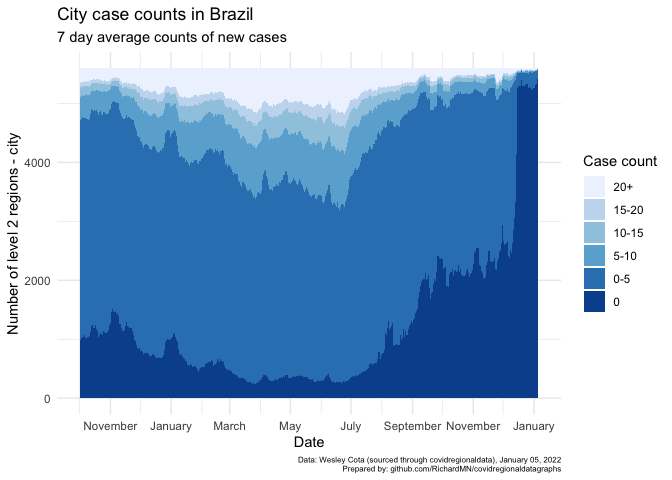 City case counts in Brazil
7 day average counts of new cases
Number of level 2 regions - city
4000
2000
0
November January March May July September November January
Date
Case count
20+
15-20
10-15
5-10
0-5
0
Data: Wesley Cota (sourced through covidregionaldata), January 05, 2022
Prepared by: github.com/RichardMN/covidregionaldatagraphs